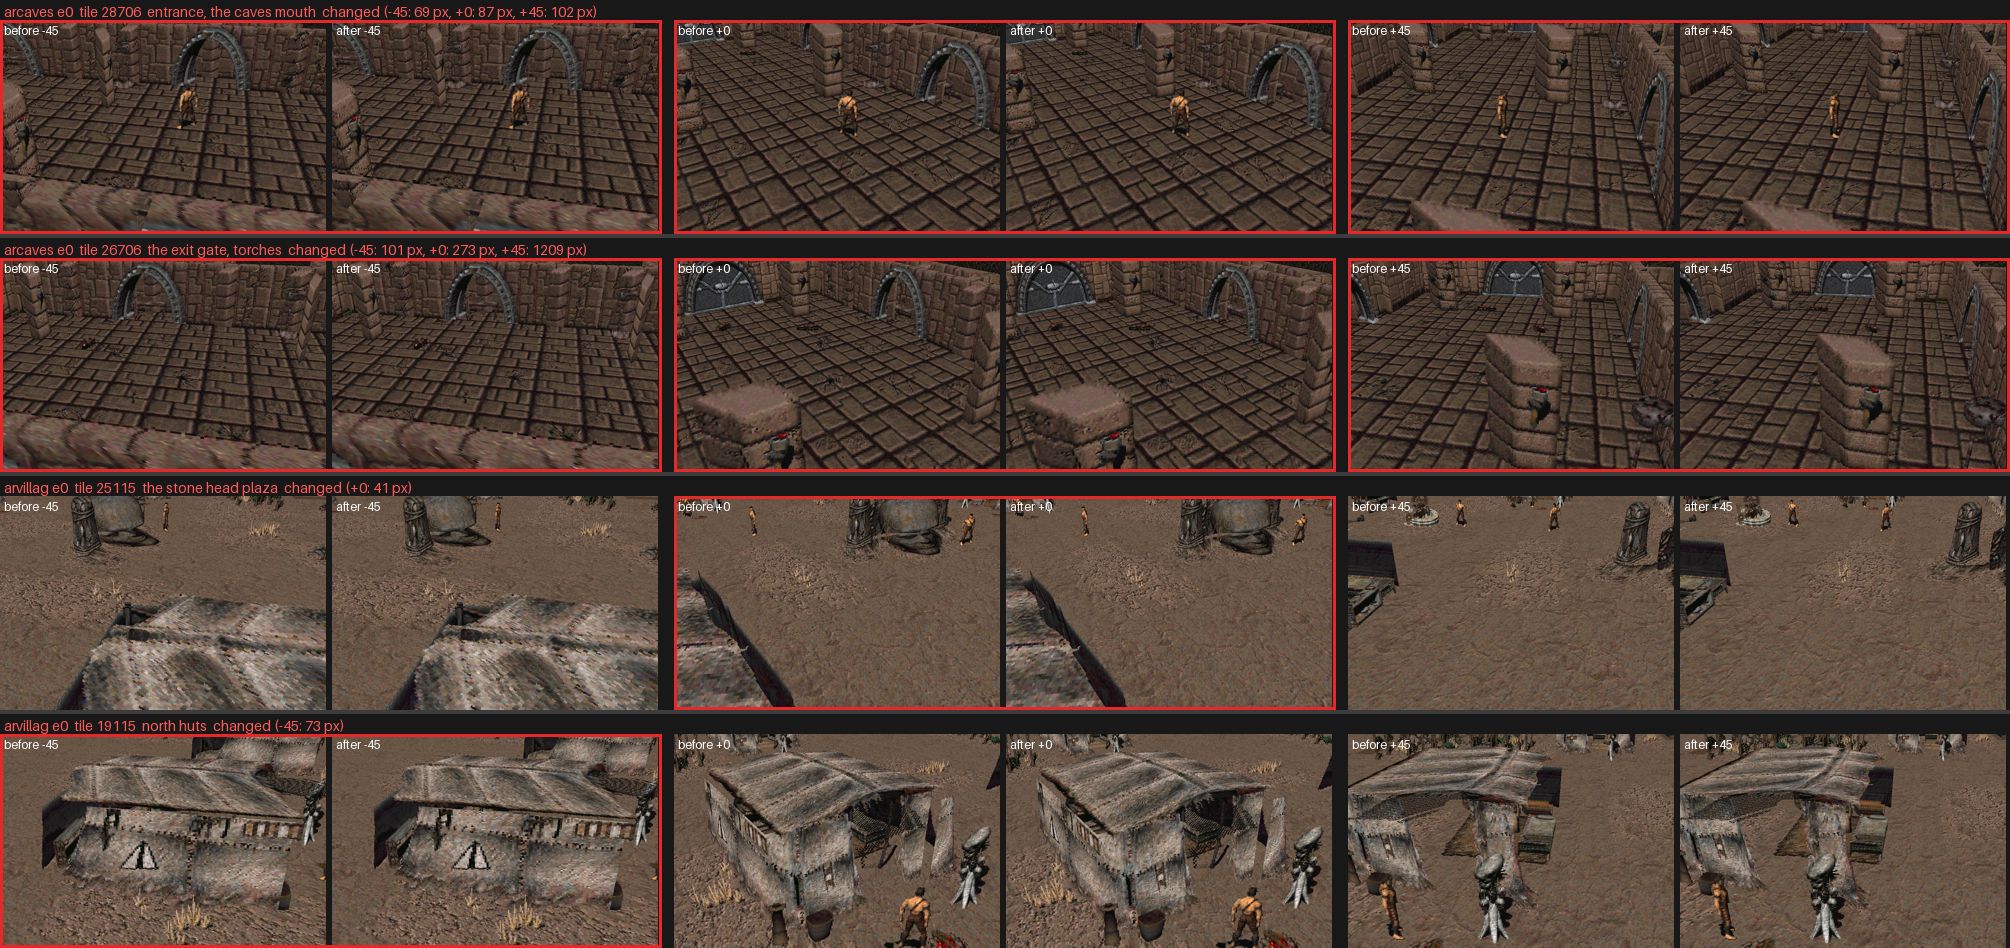 arcaves e0 tile 28706 entrance, the caves mouth changed (-45: 69 px, +0: 87 px, +45: 102 px)
before -45 after -45 before +0 after +0 before +45 after +45
arcaves e0 tile 26706 the exit gate, torches changed (-45: 101 px, +0: 273 px, +45: 1209 px)
before -45 after -45 before +0 after +0 before +45 after +45
arvillag e0 tile 25115 the stone head plaza changed (+0: 41 px)
before -45 after -45 before +0 after +0 before +45 after +45
arvillag e0 tile 19115 north huts changed (-45: 73 px)
before -45 after -45 before +0 after +0 before +45 after +45